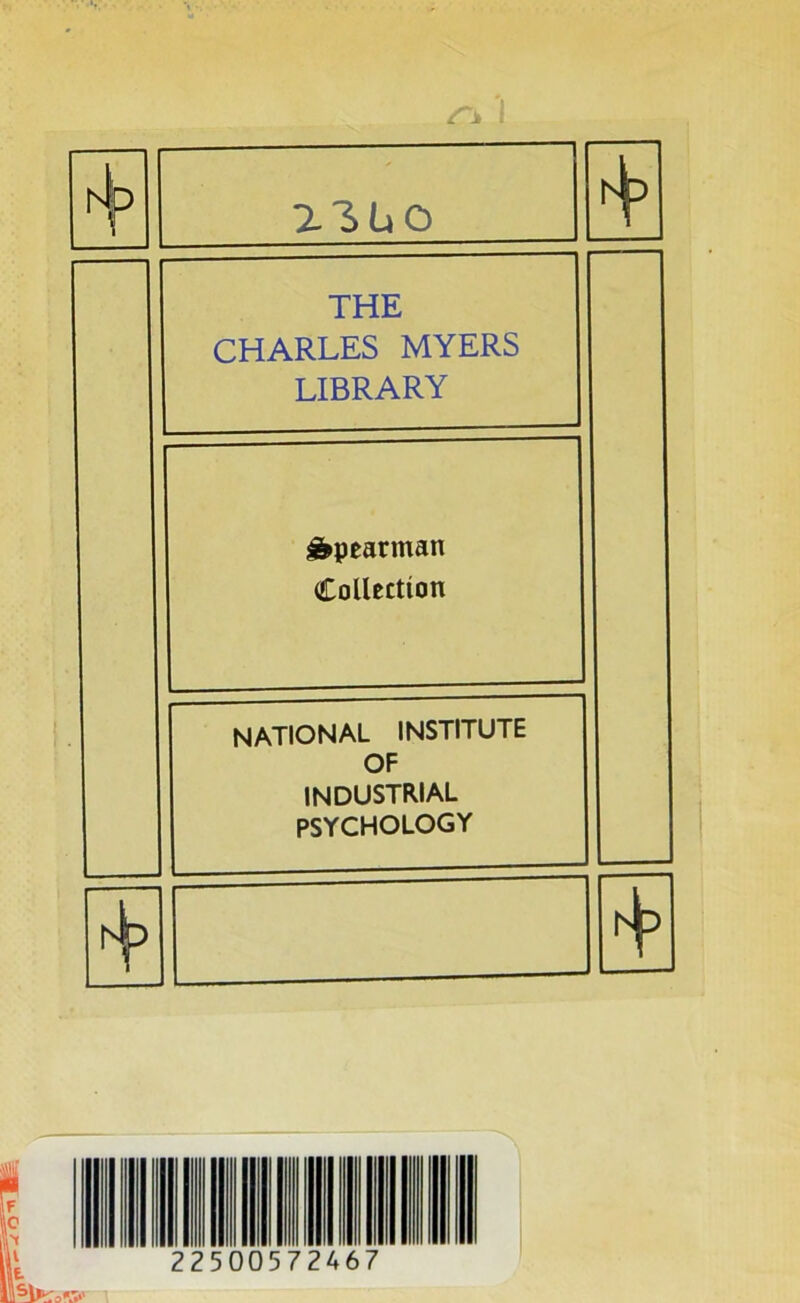 2360
THE
CHARLES MYERS
LIBRARY
Spearman
Collection
NATIONAL INSTITUTE
OF
INDUSTRIAL
PSYCHOLOGY
22500572467